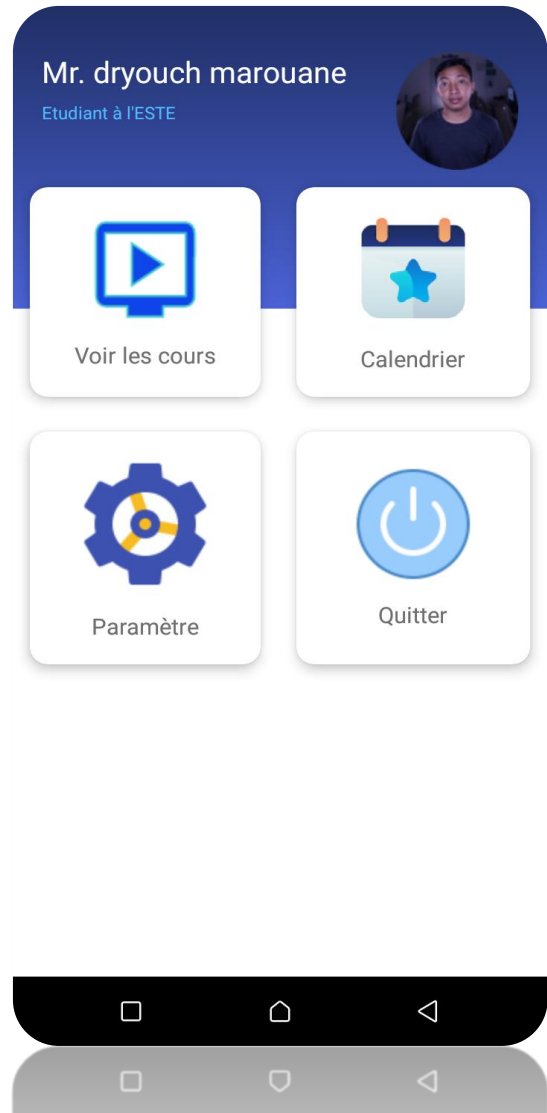 Mr. dryouch marouane
Etudiant à l'ESTE
Voir les cours
Calendrier
Paramètre
Quitter